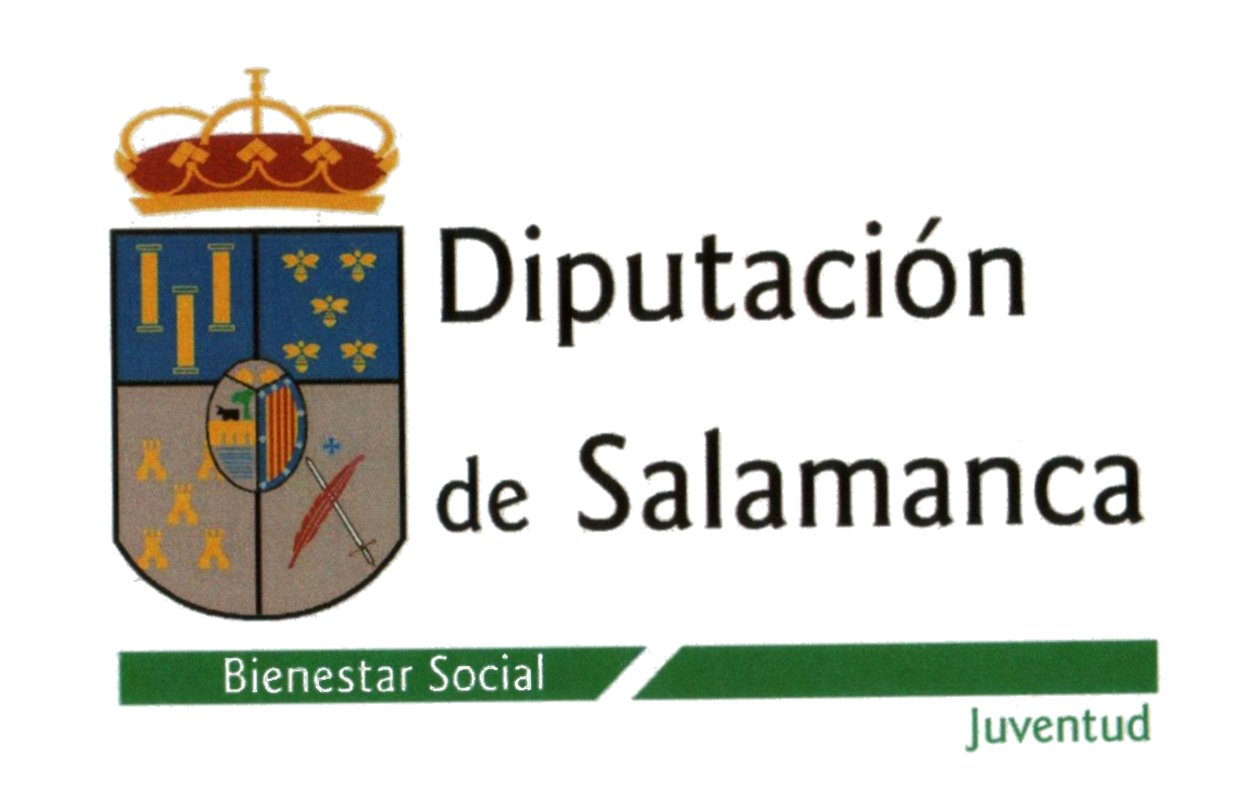 Diputación
de Salamanca
Bienestar Social
Juventud